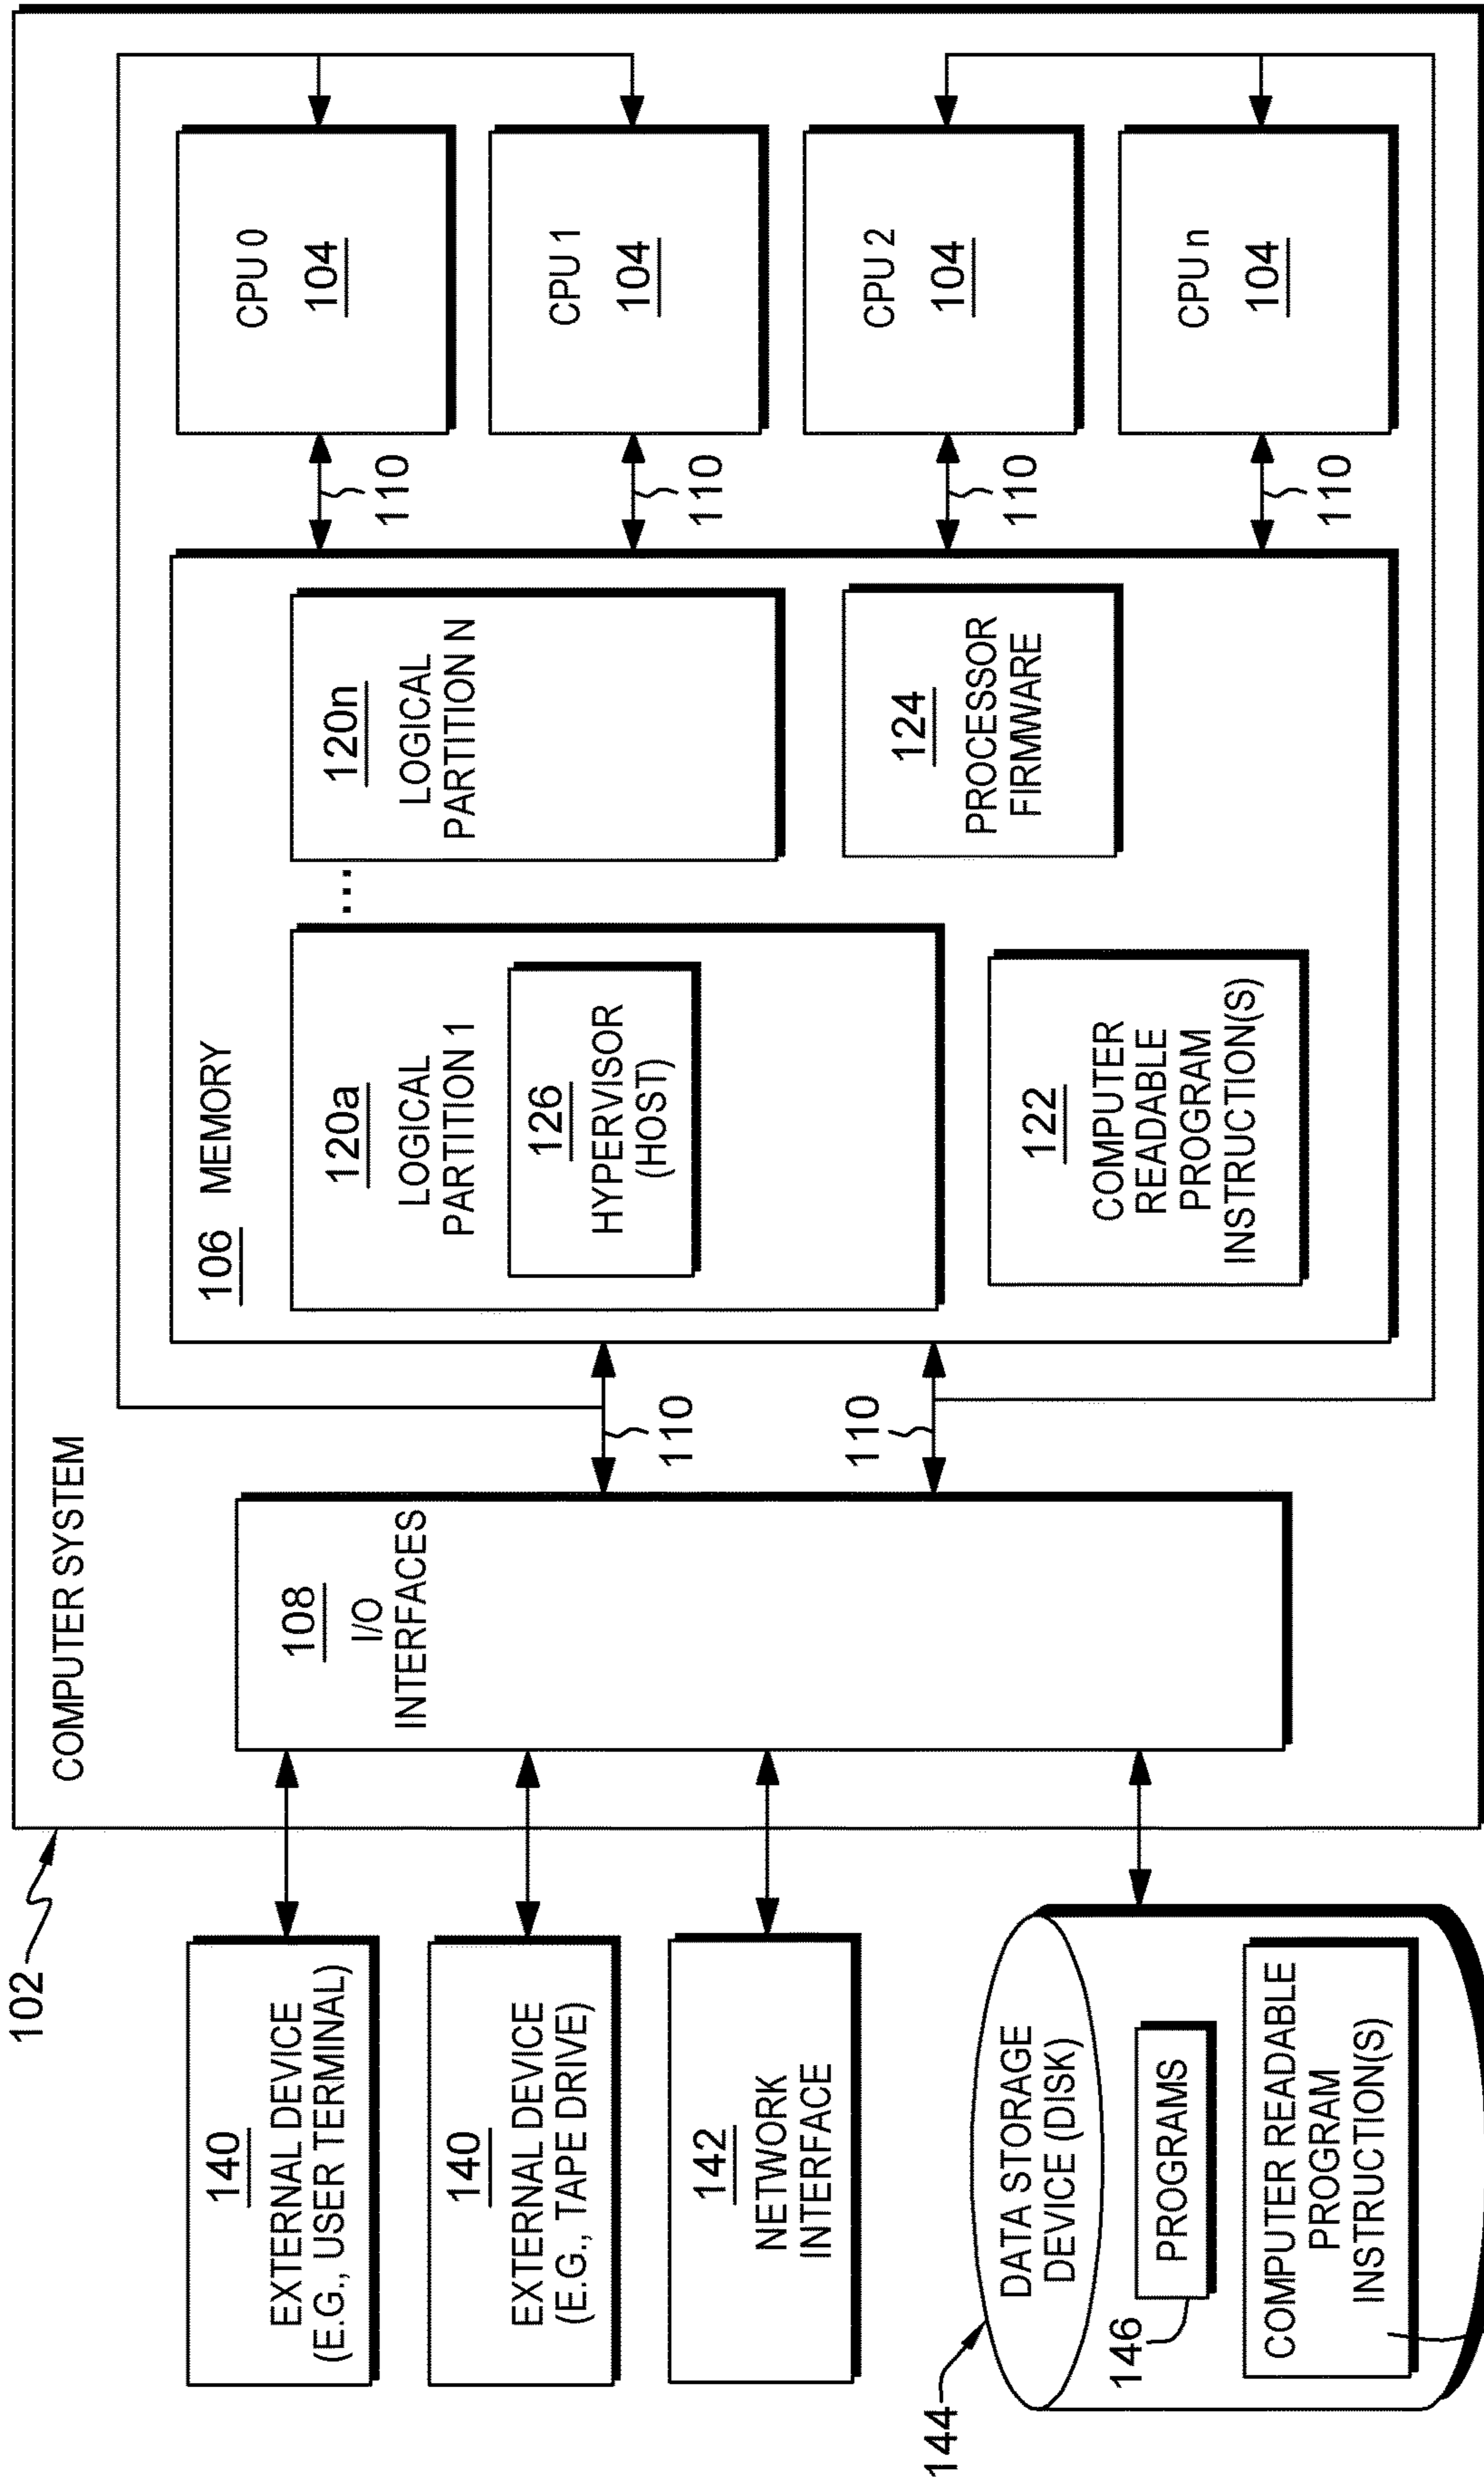 102
COMPUTER SYSTEM
140
EXTERNAL DEVICE
(E.G., USER TERMINAL)
140
EXTERNAL DEVICE
(E.G., TAPE DRIVE)
142
NETWORK
INTERFACE
144
DATA STORAGE
DEVICE (DISK)
146
PROGRAMS
COMPUTER READABLE
PROGRAM
INSTRUCTION(S)
108
I/O
INTERFACES
110
110
106 MEMORY
120a
LOGICAL
PARTITION 1
126
HYPERVISOR
(HOST)
...
120n
LOGICAL
PARTITION N
122
COMPUTER
READABLE
PROGRAM
INSTRUCTION(S)
124
PROCESSOR
FIRMWARE
110
110
110
110
CPU 0
104
CPU 1
104
CPU 2
104
CPU n
104